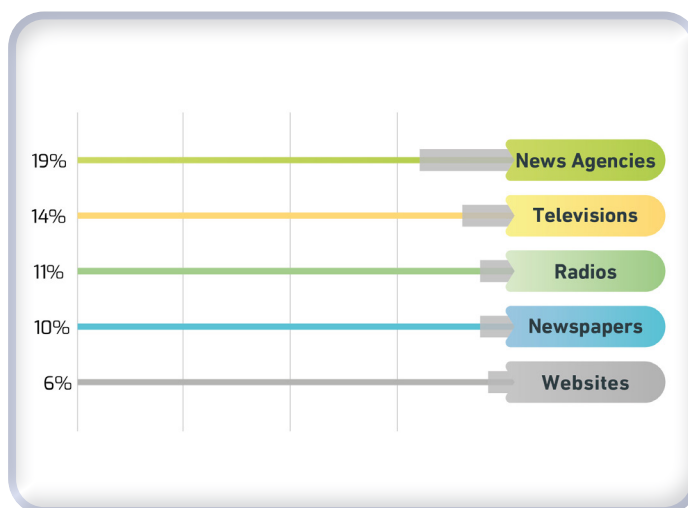 19% News Agencies
14% Televisions
11% Radios
10% Newspapers
6% Websites